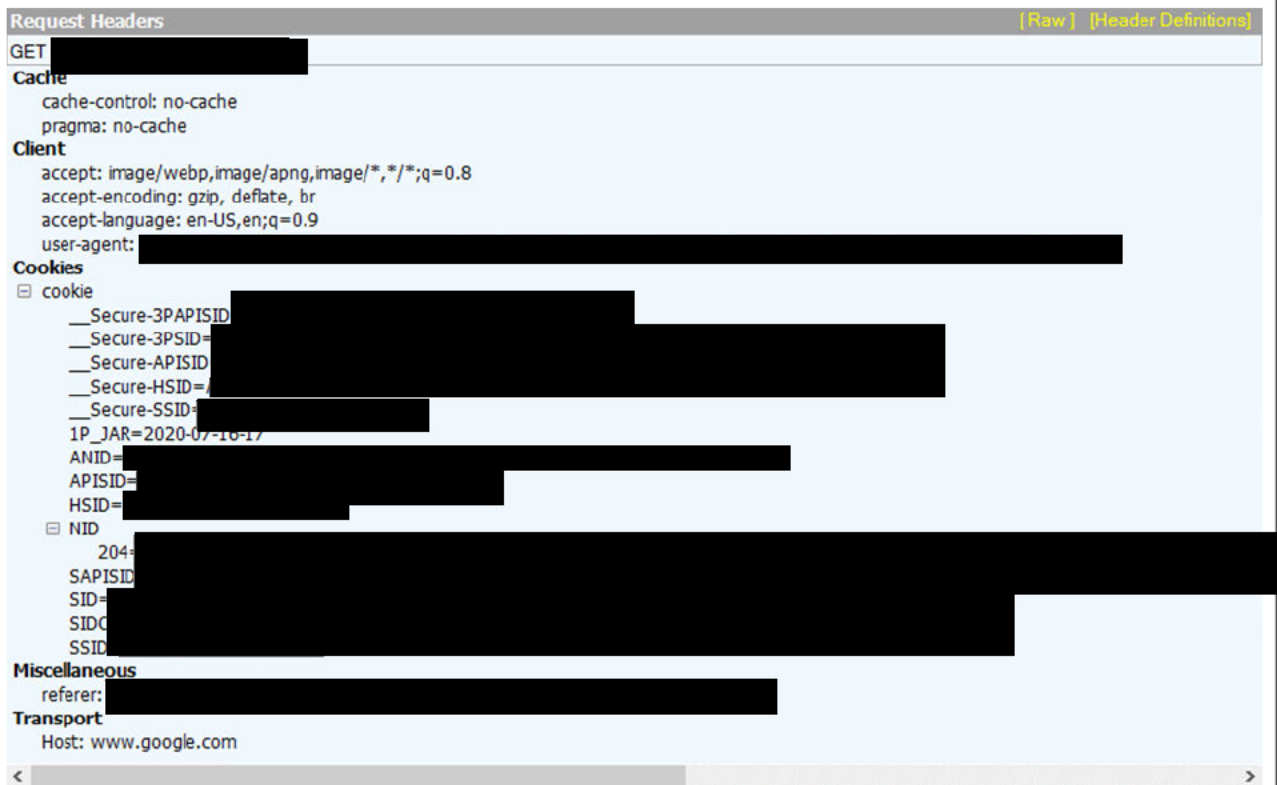 Request Headers [Raw] [Header Definitions]
GET
Cache
cache-control: no-cache
pragma: no-cache
Client
accept: image/webp,image/apng,image/*,*/*;q=0.8
accept-encoding: gzip, deflate, br
accept-language: en-US,en;q=0.9
user-agent:
Cookies
cookie
__Secure-3PAPISID
__Secure-3PSID=
__Secure-APISID
__Secure-HSID=
__Secure-SSID=
1P_JAR=2020-07-16-17
ANID=
APISID=
HSID=
NID
204=
SAPISID
SID=
SIDC
SSID
Miscellaneous
referer:
Transport
Host: www.google.com